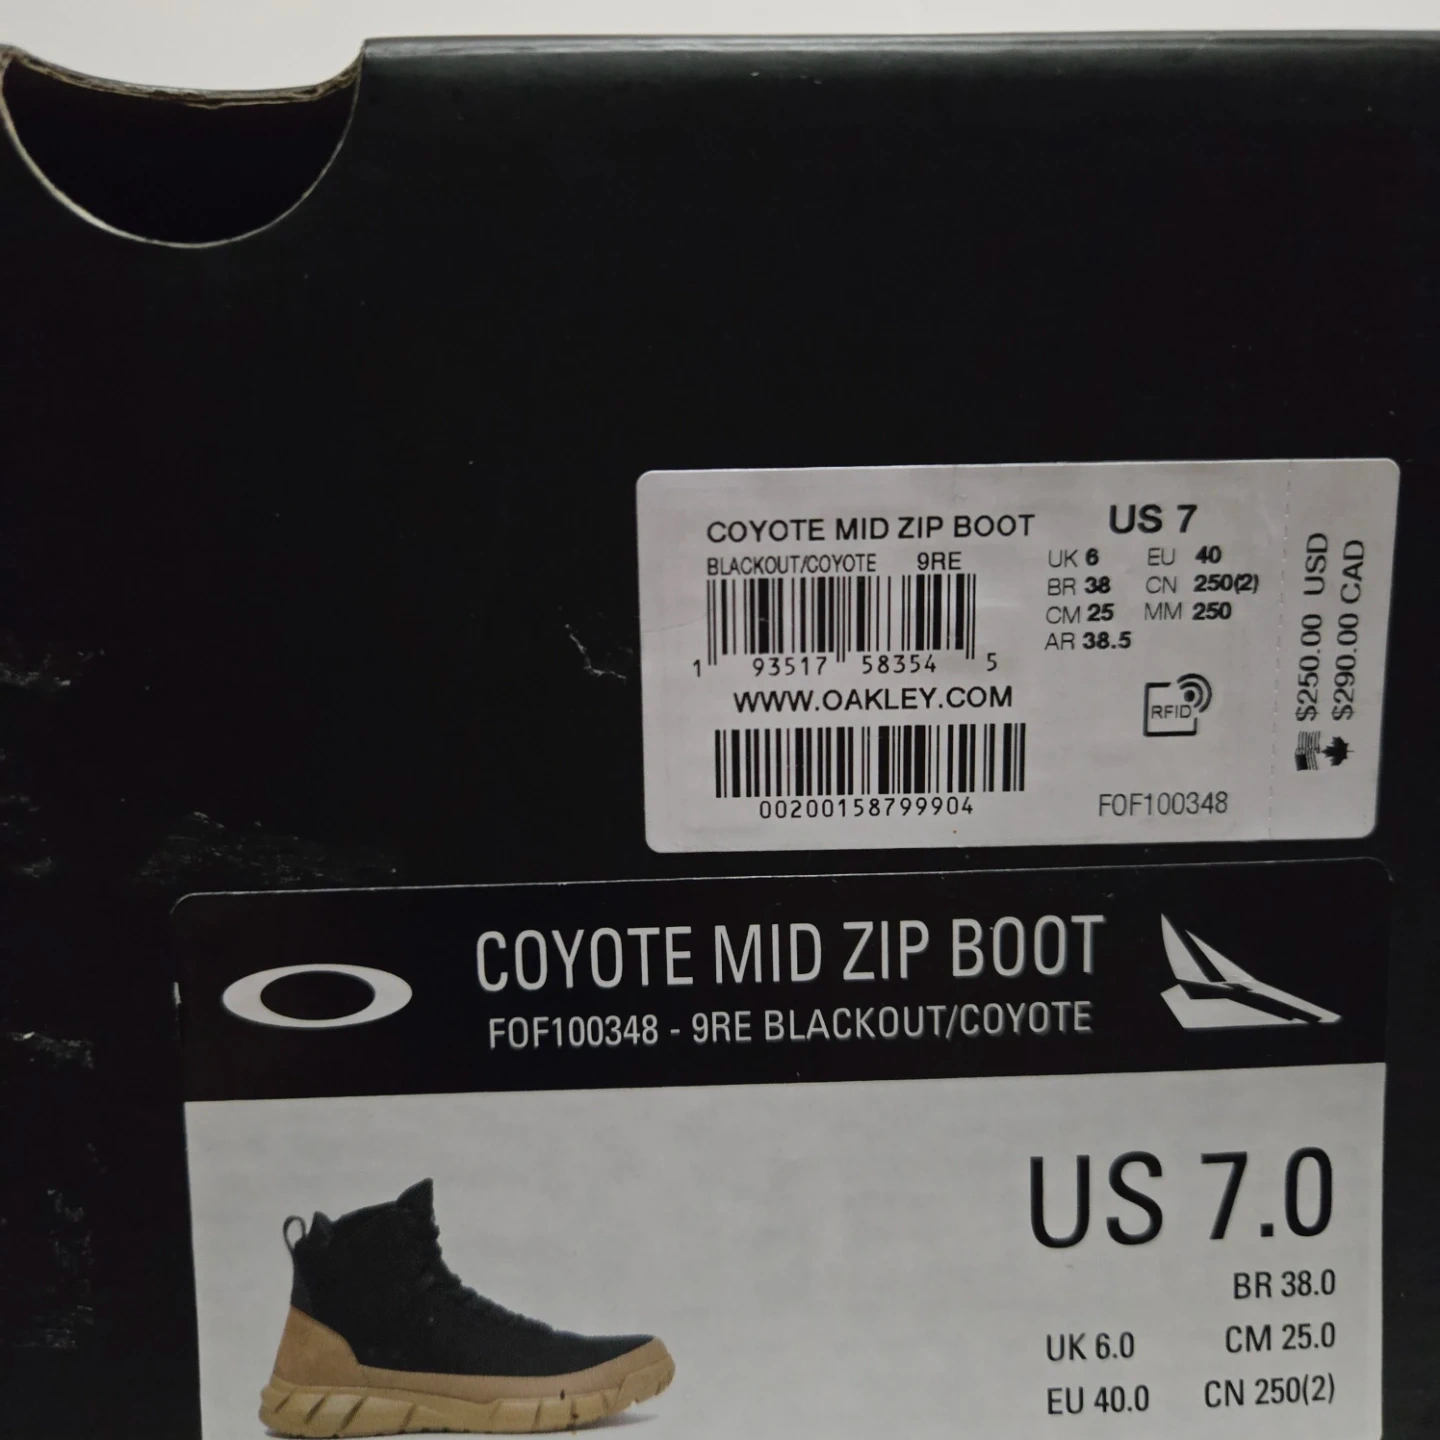 COYOTE MID ZIP BOOT
BLACKOUT/COYOTE 9RE
1 93517 58354 5
WWW.OAKLEY.COM
00200158799904
US 7
UK 6 EU 40
BR 38 CN 250(2)
CM 25 MM 250
AR 38.5
RFID
FOF100348
$250.00 USD
$290.00 CAD
COYOTE MID ZIP BOOT
FOF100348 - 9RE BLACKOUT/COYOTE
US 7.0
BR 38.0
UK 6.0 CM 25.0
EU 40.0 CN 250(2)